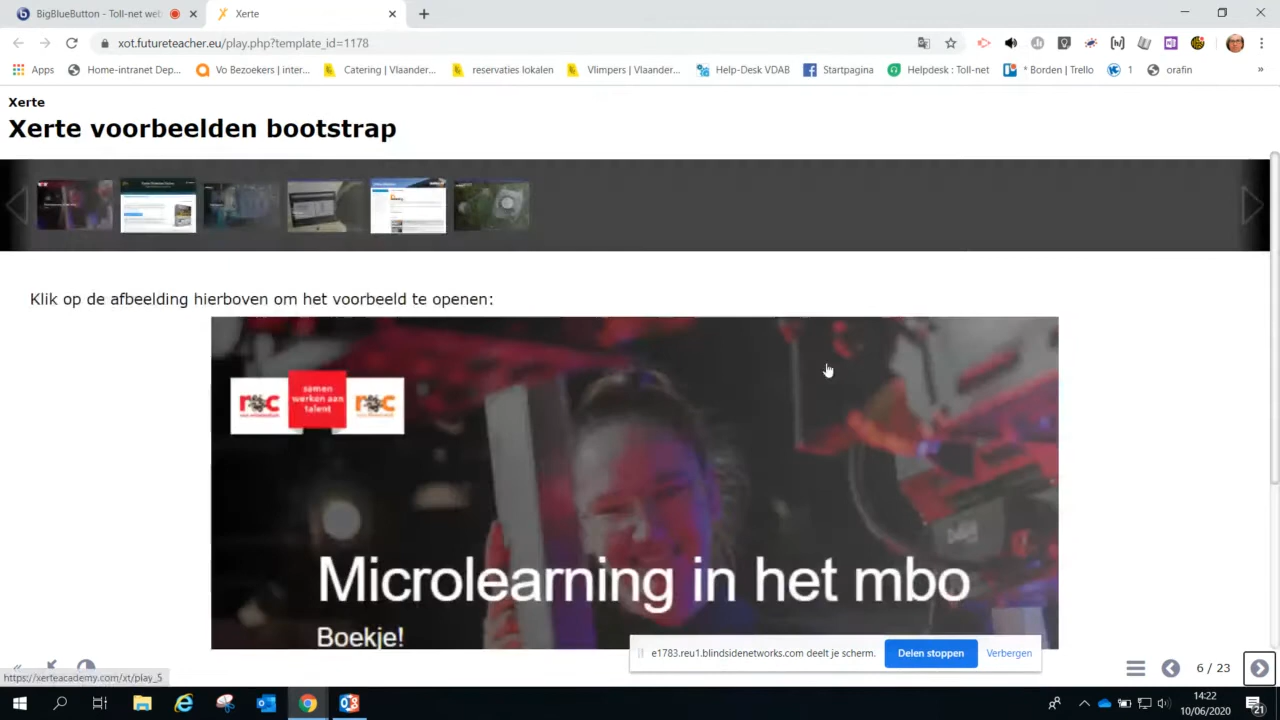 BigBlueButton - Toll-net web
Xerte
xot.futureteacher.eu/play.php?template_id=1178
Apps
Home-intranet Dep...
Vo Bezoekers | inter...
Catering | Vlaander...
reservaties lokalen
Vlimpers | Vlaander...
Help-Desk VDAB
Startpagina
Helpdesk : Toll-net
* Borden | Trello
1
orafin
»
Xerte
Xerte voorbeelden bootstrap
Klik op de afbeelding hierboven om het voorbeeld te openen:
samen
werken aan
talent
Microlearning in het mbo
Boekje!
e1783.reu1.blindsidenetworks.com deelt je scherm.
Delen stoppen
Verbergen
6 / 23
https://xerteacademy.com/xt/play_5
14:22
10/06/2020
21